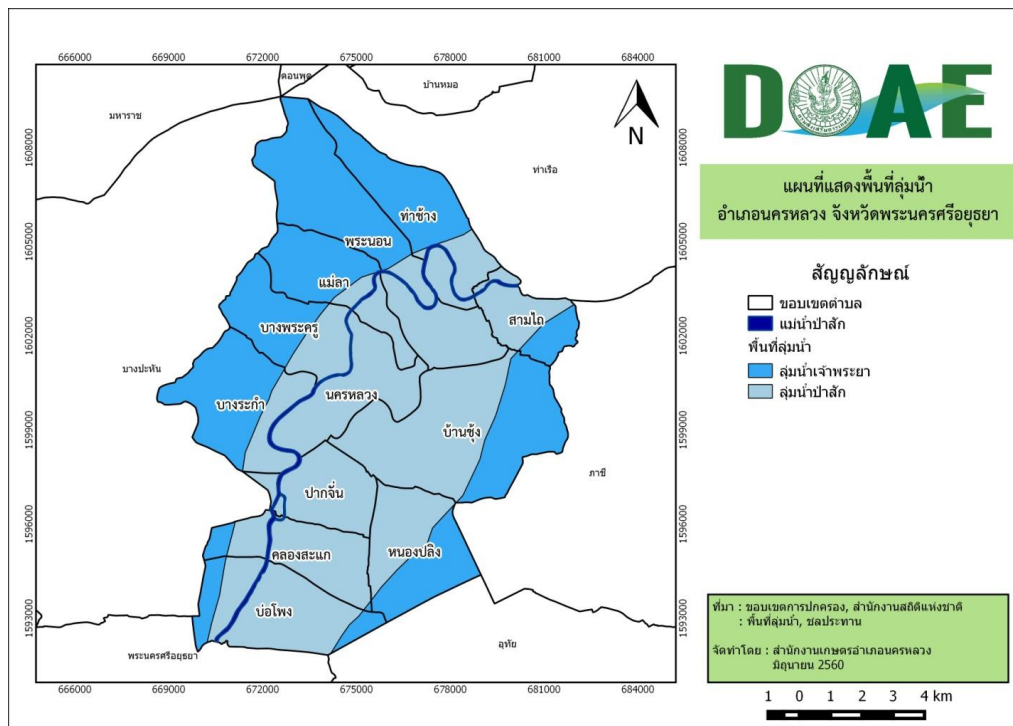 666000 669000 672000 675000 678000 681000 684000
ดอนพุด
บ้านหมอ
มหาราช
N
ท่าเรือ
1608000 1608000
ท่าช้าง
พระนอน
1605000 1605000
แม่ลา
สามไถ
บางพระครู
1602000 1602000
บางปะหัน
นครหลวง
บางระกำ
บ้านชุ้ง
1599000 1599000
ภาชี
ปากจั่น
1596000 1596000
คลองสะแก
หนองปลิง
บ่อโพง
1593000 1593000
อุทัย
พระนครศรีอยุธยา
666000 669000 672000 675000 678000 681000 684000
DOAE
แผนที่แสดงพื้นที่ลุ่มน้ำ
อำเภอนครหลวง จังหวัดพระนครศรีอยุธยา
สัญญลักษณ์
ขอบเขตตำบล
แม่น้ำป่าสัก
พื้นที่ลุ่มน้ำ
ลุ่มน้ำเจ้าพระยา
ลุ่มน้ำป่าสัก
ที่มา : ขอบเขตการปกครอง, สำนักงานสถิติแห่งชาติ
: พื้นที่ลุ่มน้ำ, ชลประทาน
จัดทำโดย : สำนักงานเกษตรอำเภอนครหลวง
มิถุนายน 2560
1 0 1 2 3 4 km